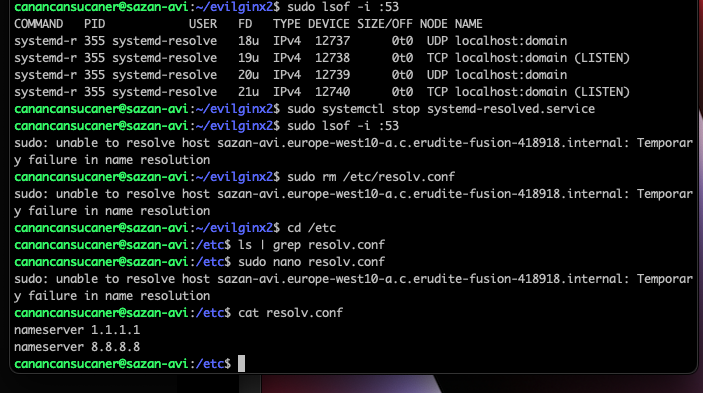 canancansucaner@sazan-avi:~/evilginx2$ sudo lsof -i :53
COMMAND PID USER FD TYPE DEVICE SIZE/OFF NODE NAME
systemd-r 355 systemd-resolve 18u IPv4 12737 0t0 UDP localhost:domain
systemd-r 355 systemd-resolve 19u IPv4 12738 0t0 TCP localhost:domain (LISTEN)
systemd-r 355 systemd-resolve 20u IPv4 12739 0t0 UDP localhost:domain
systemd-r 355 systemd-resolve 21u IPv4 12740 0t0 TCP localhost:domain (LISTEN)
canancansucaner@sazan-avi:~/evilginx2$ sudo systemctl stop systemd-resolved.service
canancansucaner@sazan-avi:~/evilginx2$ sudo lsof -i :53
sudo: unable to resolve host sazan-avi.europe-west10-a.c.erudite-fusion-418918.internal: Temporar
y failure in name resolution
canancansucaner@sazan-avi:~/evilginx2$ sudo rm /etc/resolv.conf
sudo: unable to resolve host sazan-avi.europe-west10-a.c.erudite-fusion-418918.internal: Temporar
y failure in name resolution
canancansucaner@sazan-avi:~/evilginx2$ cd /etc
canancansucaner@sazan-avi:/etc$ ls | grep resolv.conf
canancansucaner@sazan-avi:/etc$ sudo nano resolv.conf
sudo: unable to resolve host sazan-avi.europe-west10-a.c.erudite-fusion-418918.internal: Temporar
y failure in name resolution
canancansucaner@sazan-avi:/etc$ cat resolv.conf
nameserver 1.1.1.1
nameserver 8.8.8.8
canancansucaner@sazan-avi:/etc$